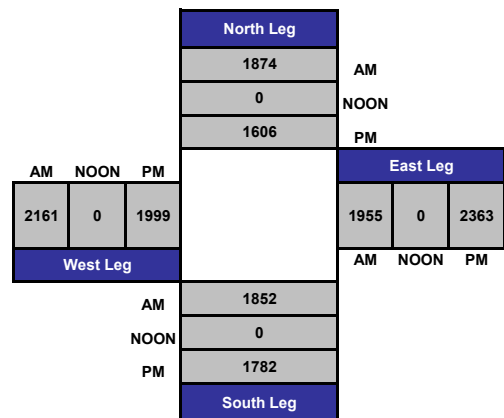 North Leg
1874 AM
0 NOON
1606 PM
AM NOON PM
East Leg
2161 0 1999
1955 0 2363
West Leg
AM NOON PM
AM 1852
NOON 0
PM 1782
South Leg